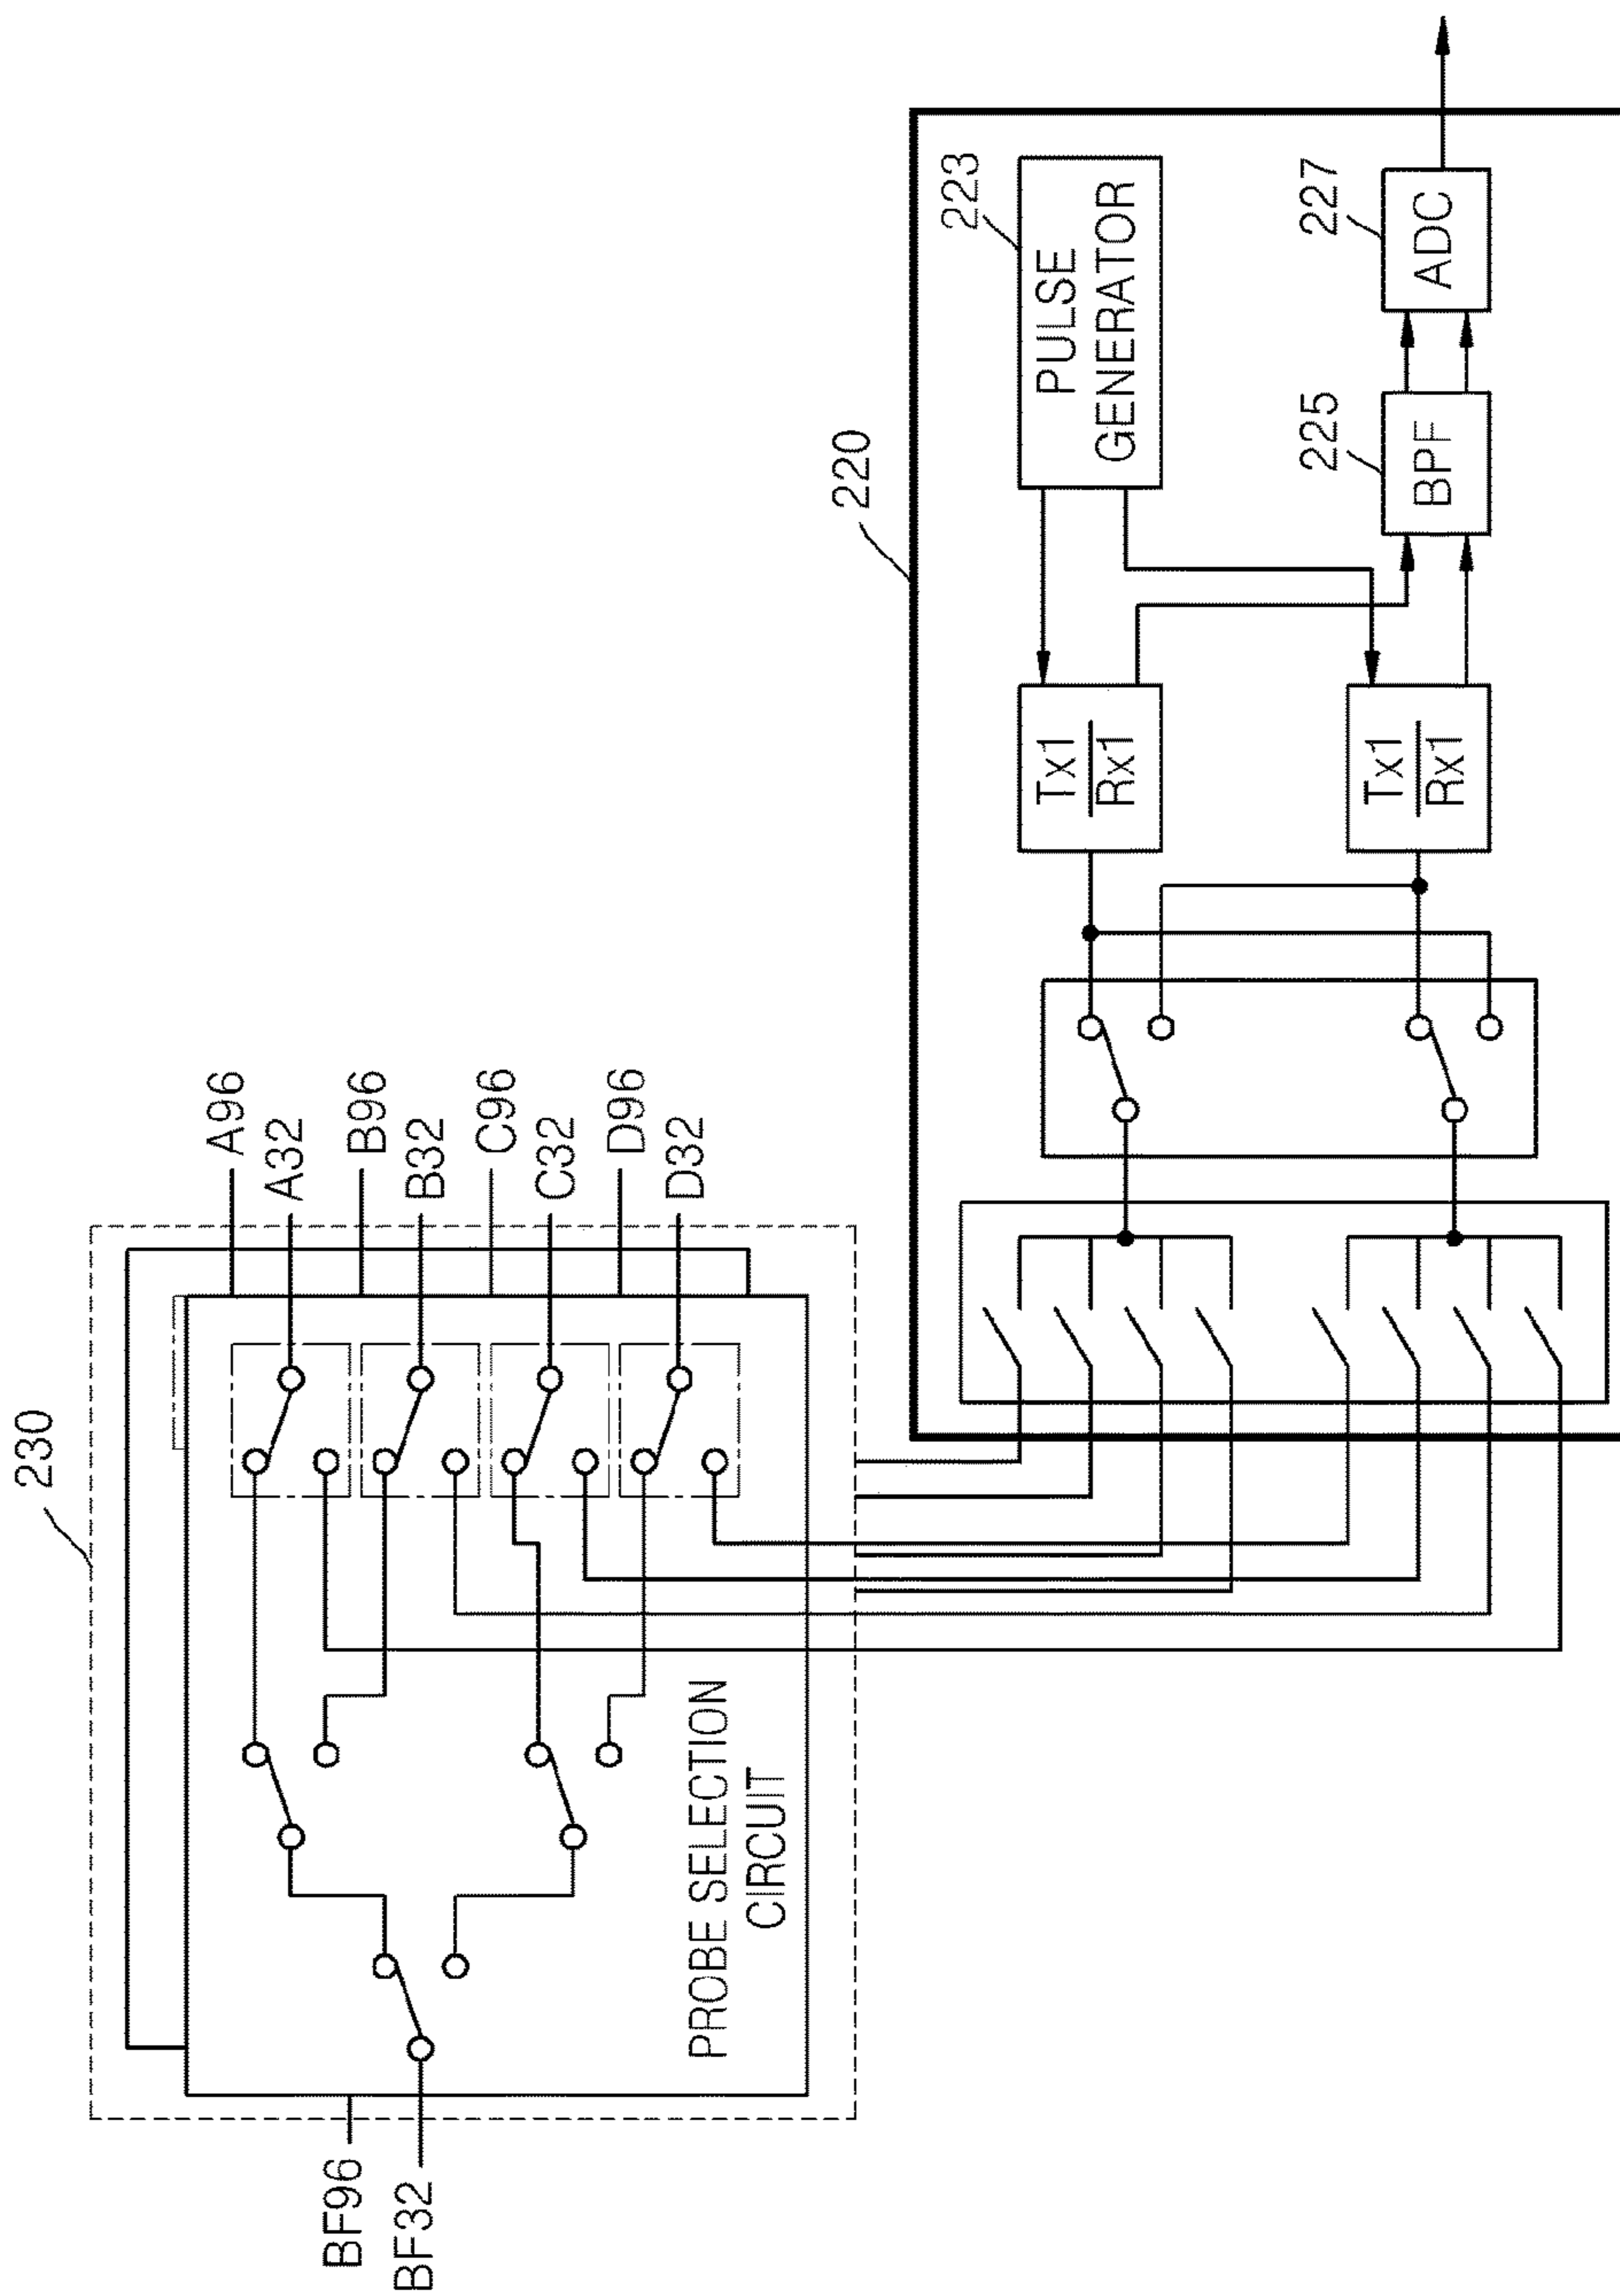 230
A96
A32
B96
B32
C96
C32
D96
D32
BF96
BF32
PROBE SELECTION
CIRCUIT
220
223
PULSE
GENERATOR
Tx1
Rx1
Tx1
Rx1
225
BPF
227
ADC